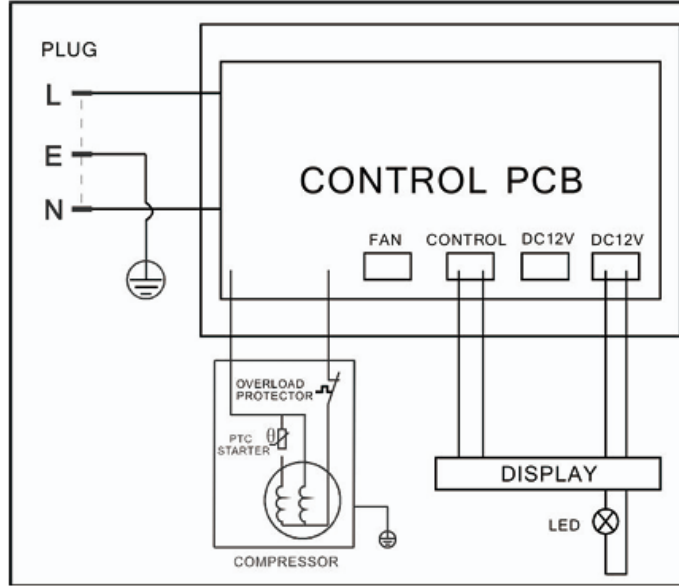 PLUG
L
E
N
CONTROL PCB
FAN
CONTROL
DC12V
DC12V
OVERLOAD
PROTECTOR
PTC
STARTER
θ
COMPRESSOR
DISPLAY
LED